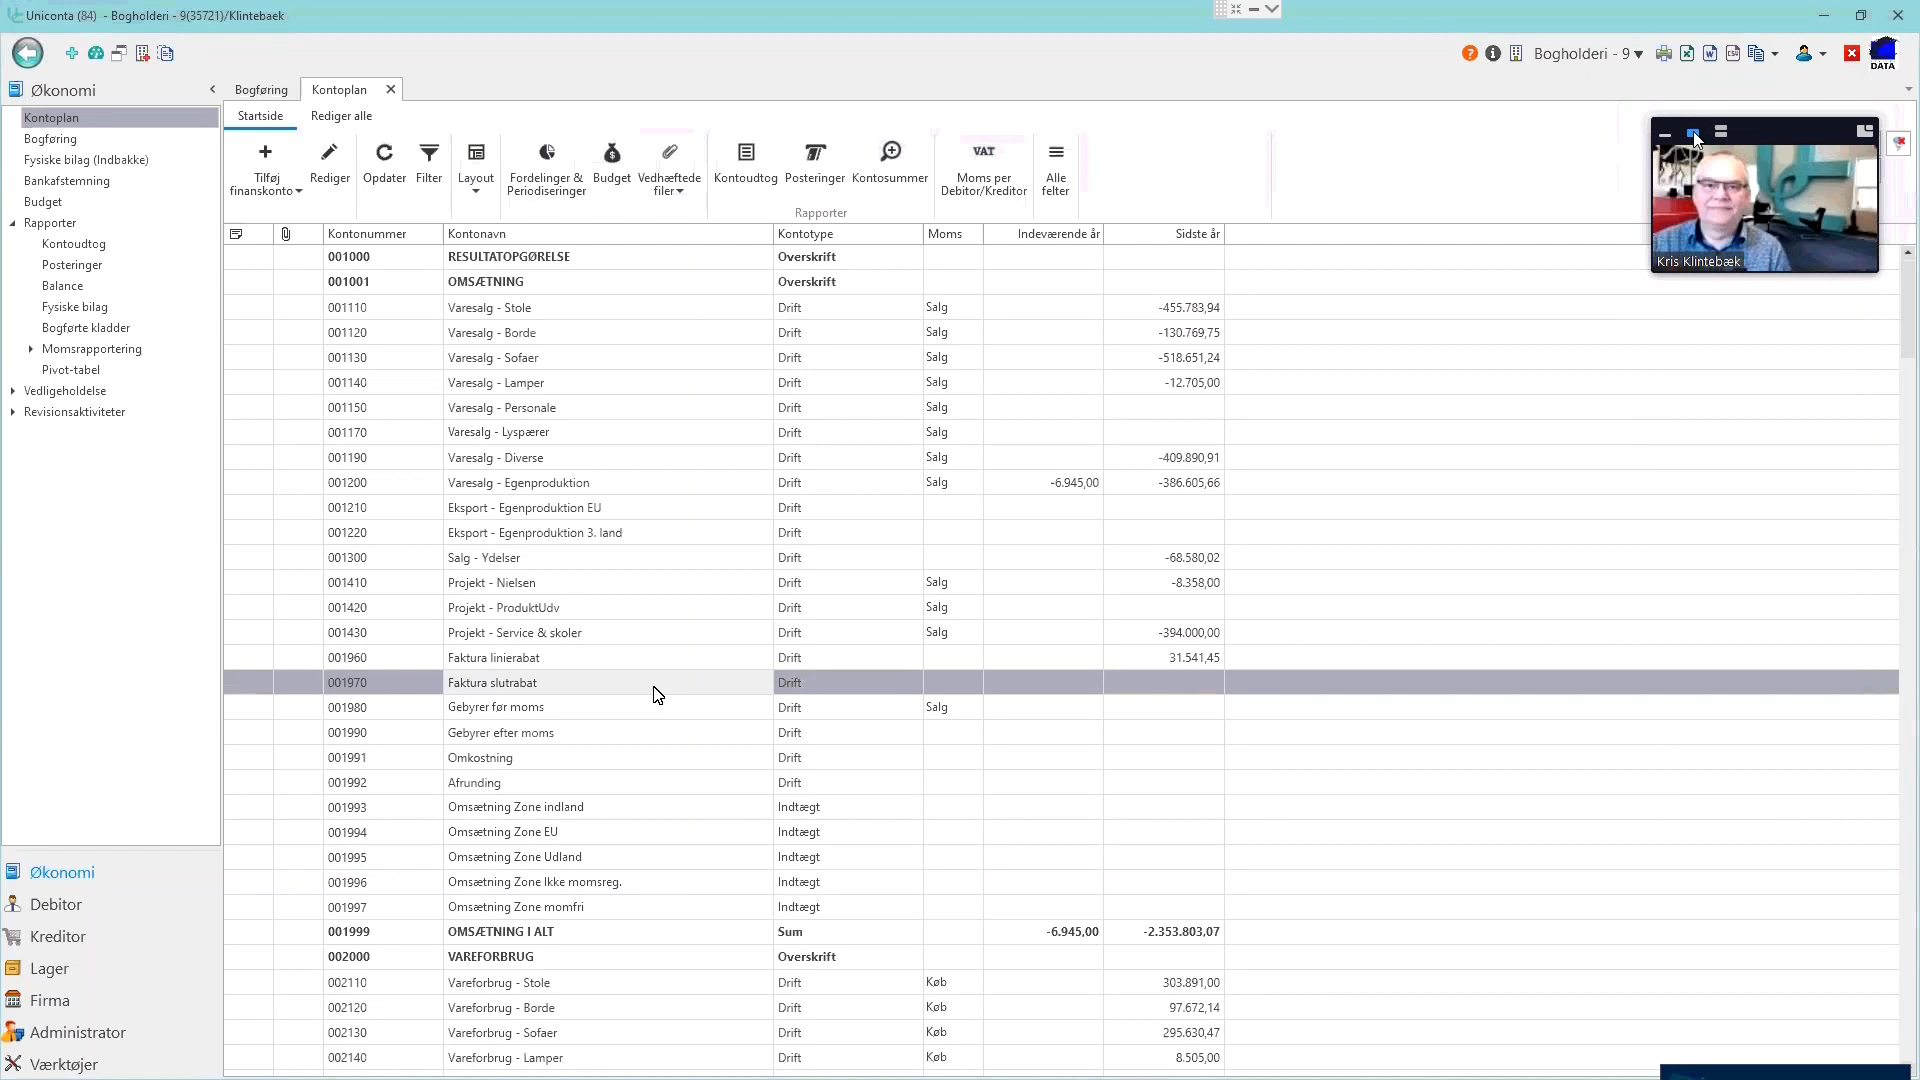 Uniconta (84) - Bogholderi - 9(35721)/Klintebaek
Bogholderi - 9
DATA
Økonomi
Kontoplan
Bogføring
Fysiske bilag (Indbakke)
Bankafstemning
Budget
Rapporter
Kontoudtog
Posteringer
Balance
Fysiske bilag
Bogførte kladder
Momsrapportering
Pivot-tabel
Vedligeholdelse
Revisionsaktiviteter
Økonomi
Debitor
Kreditor
Lager
Firma
Administrator
Værktøjer
Bogføring Kontoplan
Startside Rediger alle
Tilføj finanskonto
Rediger
Opdater
Filter
Layout
Fordelinger & Periodiseringer
Budget
Vedhæftede filer
Kontoudtog
Posteringer
Kontosummer
Rapporter
VAT
Moms per Debitor/Kreditor
Alle felter
Kris Klintebæk
Kontonummer Kontonavn Kontotype Moms Indeværende år Sidste år
001000 RESULTATOPGØRELSE Overskrift
001001 OMSÆTNING Overskrift
001110 Varesalg - Stole Drift Salg -455.783,94
001120 Varesalg - Borde Drift Salg -130.769,75
001130 Varesalg - Sofaer Drift Salg -518.651,24
001140 Varesalg - Lamper Drift Salg -12.705,00
001150 Varesalg - Personale Drift Salg
001170 Varesalg - Lyspærer Drift Salg
001190 Varesalg - Diverse Drift Salg -409.890,91
001200 Varesalg - Egenproduktion Drift Salg -6.945,00 -386.605,66
001210 Eksport - Egenproduktion EU Drift
001220 Eksport - Egenproduktion 3. land Drift
001300 Salg - Ydelser Drift -68.580,02
001410 Projekt - Nielsen Drift Salg -8.358,00
001420 Projekt - ProduktUdv Drift Salg
001430 Projekt - Service & skoler Drift Salg -394.000,00
001960 Faktura linierabat Drift 31.541,45
001970 Faktura slutrabat Drift
001980 Gebyrer før moms Drift Salg
001990 Gebyrer efter moms Drift
001991 Omkostning Drift
001992 Afrunding Drift
001993 Omsætning Zone indland Indtægt
001994 Omsætning Zone EU Indtægt
001995 Omsætning Zone Udland Indtægt
001996 Omsætning Zone Ikke momsreg. Indtægt
001997 Omsætning Zone momfri Indtægt
001999 OMSÆTNING I ALT Sum -6.945,00 -2.353.803,07
002000 VAREFORBRUG Overskrift
002110 Vareforbrug - Stole Drift Køb 303.891,00
002120 Vareforbrug - Borde Drift Køb 97.672,14
002130 Vareforbrug - Sofaer Drift Køb 295.630,47
002140 Vareforbrug - Lamper Drift Køb 8.505,00